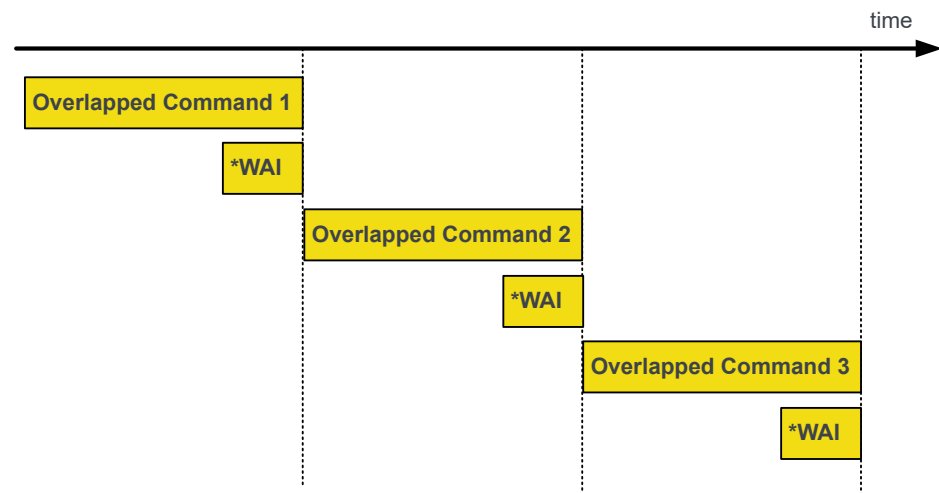 time
Overlapped Command 1
*WAI
Overlapped Command 2
*WAI
Overlapped Command 3
*WAI